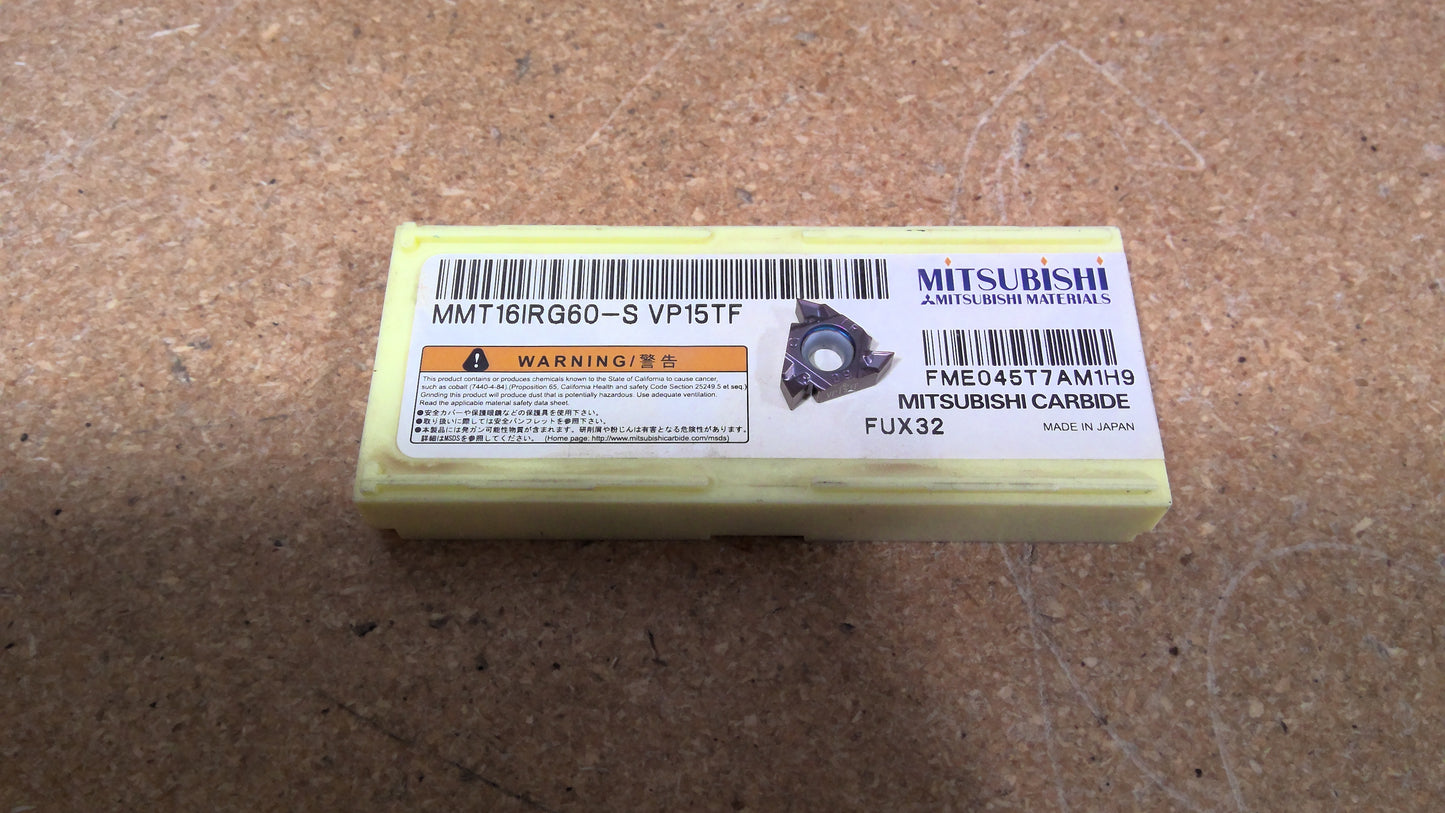 MMT16IRG60-S VP15TF
WARNING/警告
This product contains or produces chemicals known to the State of California to cause cancer,
such as cobalt (7440-4-84).(Proposition 65, California Health and safety Code Section 25249.5 et seq.)
Grinding this product will produce dust that is potentially hazardous. Use adequate ventilation.
Read the applicable material safety data sheet.
●安全カバーや保護眼鏡などの保護具を使用下さい。
●取り扱いに際しては安全パンフレットを参照下さい。
●本製品には発ガン可能性物質が含まれます。研削屑や粉じんは有害となる危険性があります。
詳細はMSDSを参照してください。 (Home page: http://www.mitsubishicarbide.com/msds)
MITSUBISHI
MITSUBISHI MATERIALS
FME045T7AM1H9
MITSUBISHI CARBIDE
FUX32
MADE IN JAPAN